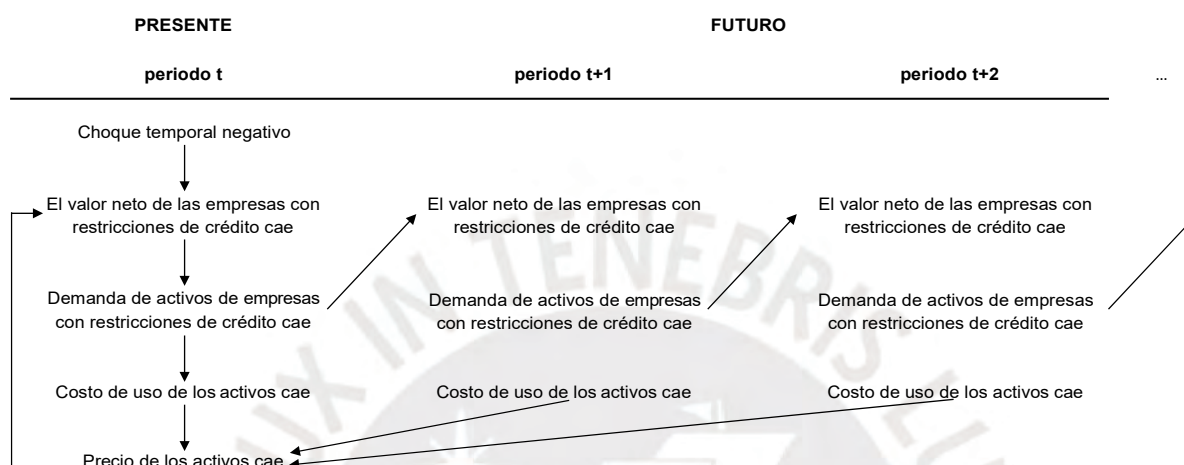 PRESENTE FUTURO
periodo t periodo t+1 periodo t+2 ...
Choque temporal negativo
El valor neto de las empresas con El valor neto de las empresas con El valor neto de las empresas con
restricciones de crédito cae restricciones de crédito cae restricciones de crédito cae
Demanda de activos de empresas Demanda de activos de empresas Demanda de activos de empresas
con restricciones de crédito cae con restricciones de crédito cae con restricciones de crédito cae
Costo de uso de los activos cae Costo de uso de los activos cae Costo de uso de los activos cae
Precio de los activos cae
IX IN TENEBRIS